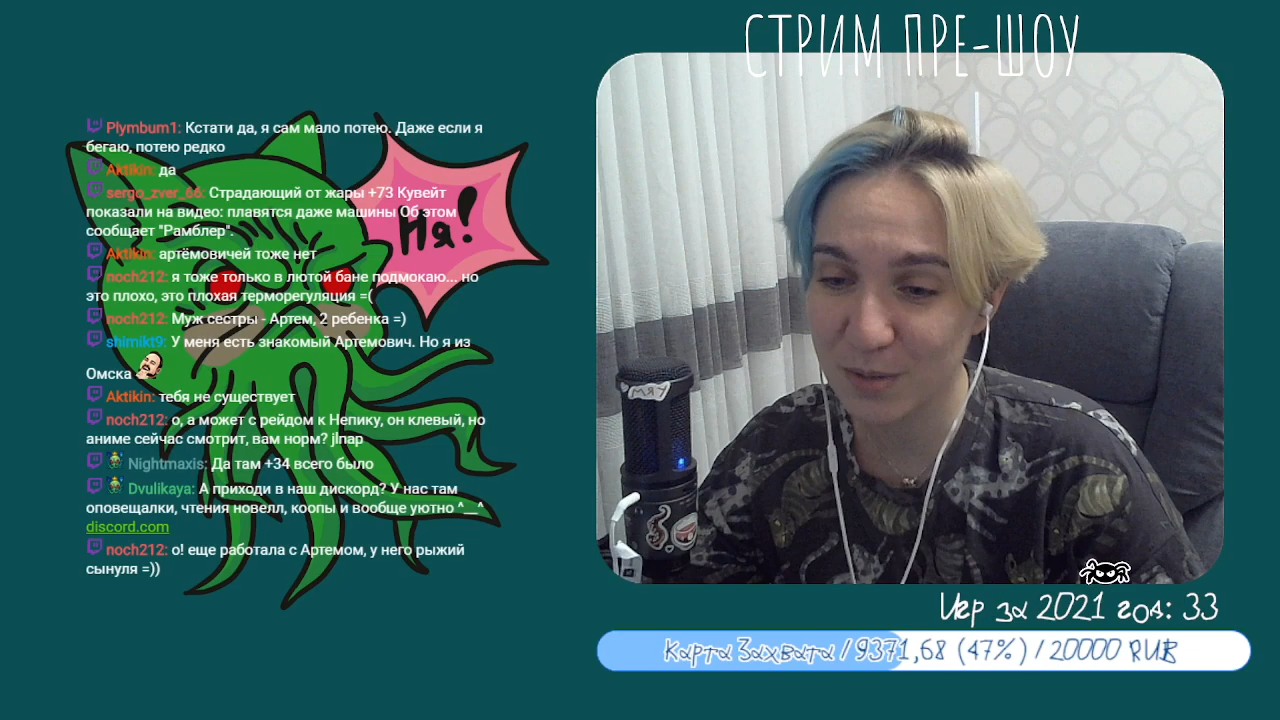 СТРИМ ПРЕ-ШОУ
Plymbum1: Кстати да, я сам мало потею. Даже если я
бегаю, потею редко
Aktikin: да
sergo_zver_66: Страдающий от жары +73 Кувейт
показали на видео: плавятся даже машины Об этом
сообщает "Рамблер".
Aktikin: артёмовичей тоже нет
noch212: я тоже только в лютой бане подмокаю... но
это плохо, это плохая терморегуляция =(
noch212: Муж сестры - Артем, 2 ребенка =)
shimikt9: У меня есть знакомый Артемович. Но я из
Омска
Aktikin: тебя не существует
noch212: о, а может с рейдом к Непику, он клевый, но
аниме сейчас смотрит, вам норм? jlпар
Nightmaxis: Да там +34 всего было
Dvulikaya: А приходи в наш дискорд? У нас там
оповещалки, чтения новелл, коопы и вообще уютно ^__^
discord.com
noch212: о! еще работала с Артемом, у него рыжий
сынуля =))
Ня!
Игр за 2021 год: 33
Карта Захвата / 9371,68 (47%) / 20000 RUB